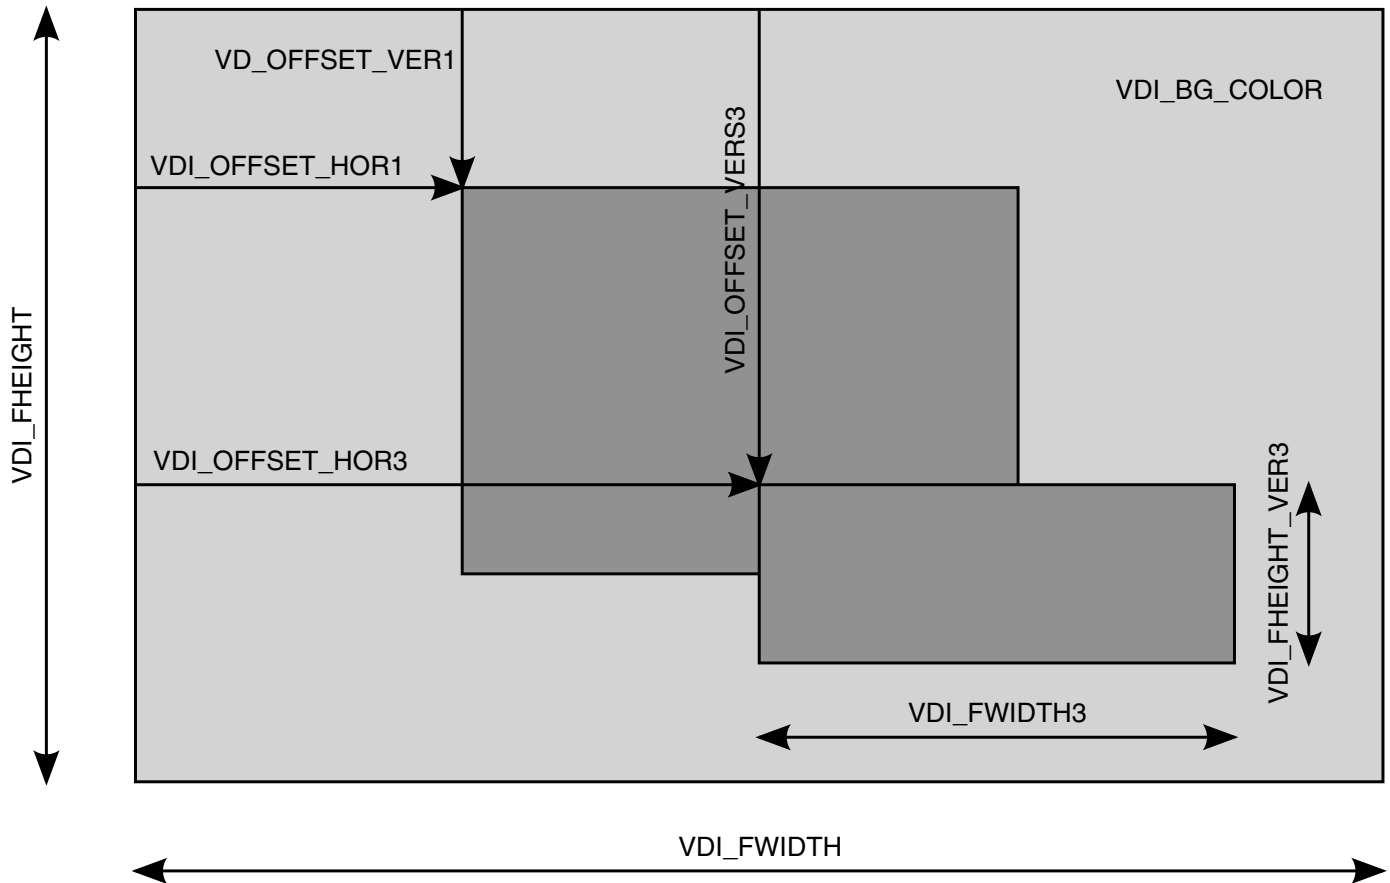 VD_OFFSET_VER1
VDI_BG_COLOR
VDI_OFFSET_HOR1
VDI_OFFSET_VERS3
VDI_FHEIGHT
VDI_OFFSET_HOR3
VDI_FHEIGHT_VER3
VDI_FWIDTH3
VDI_FWIDTH